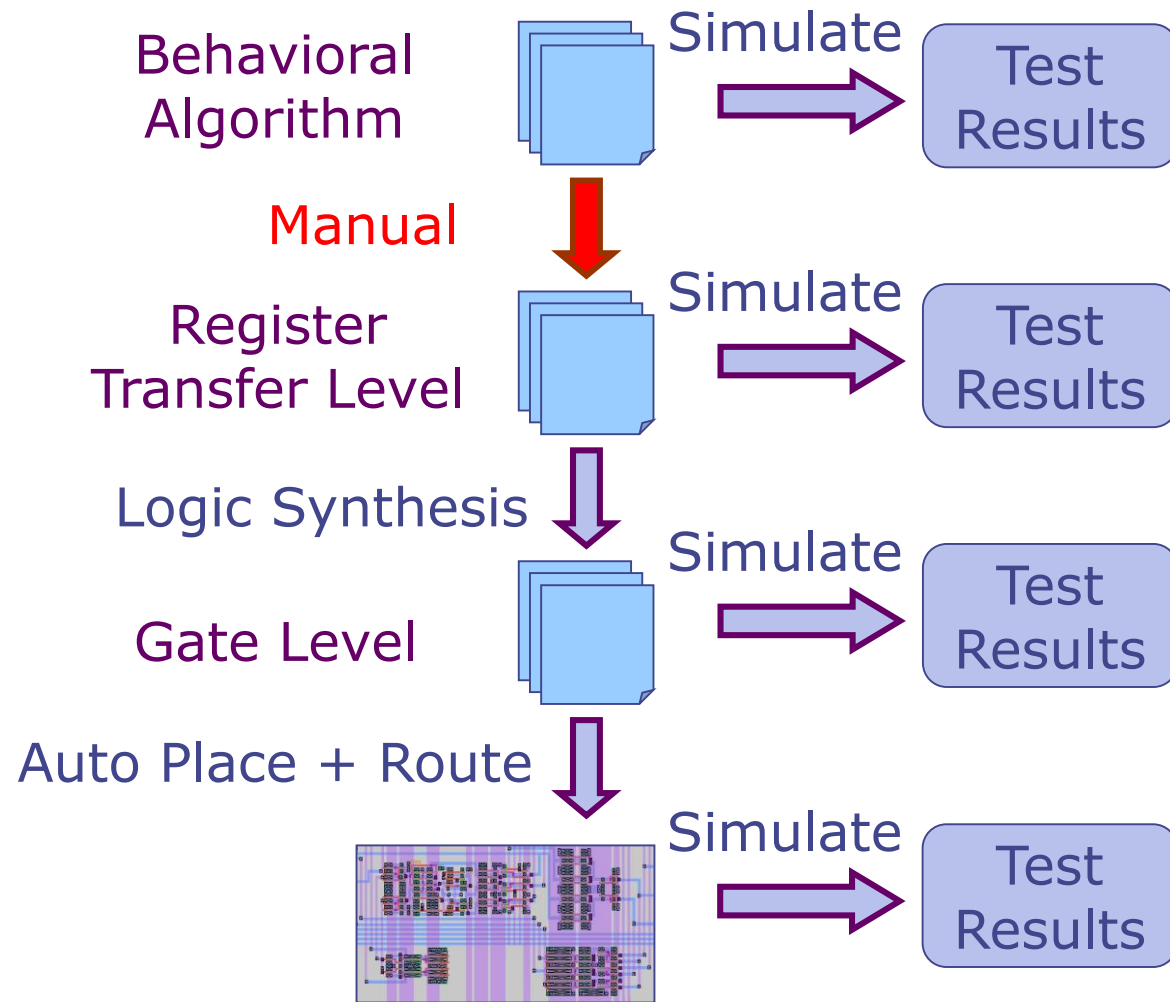 Behavioral
Algorithm
Simulate
Test
Results
Manual
Register
Transfer Level
Simulate
Test
Results
Logic Synthesis
Gate Level
Simulate
Test
Results
Auto Place + Route
Simulate
Test
Results